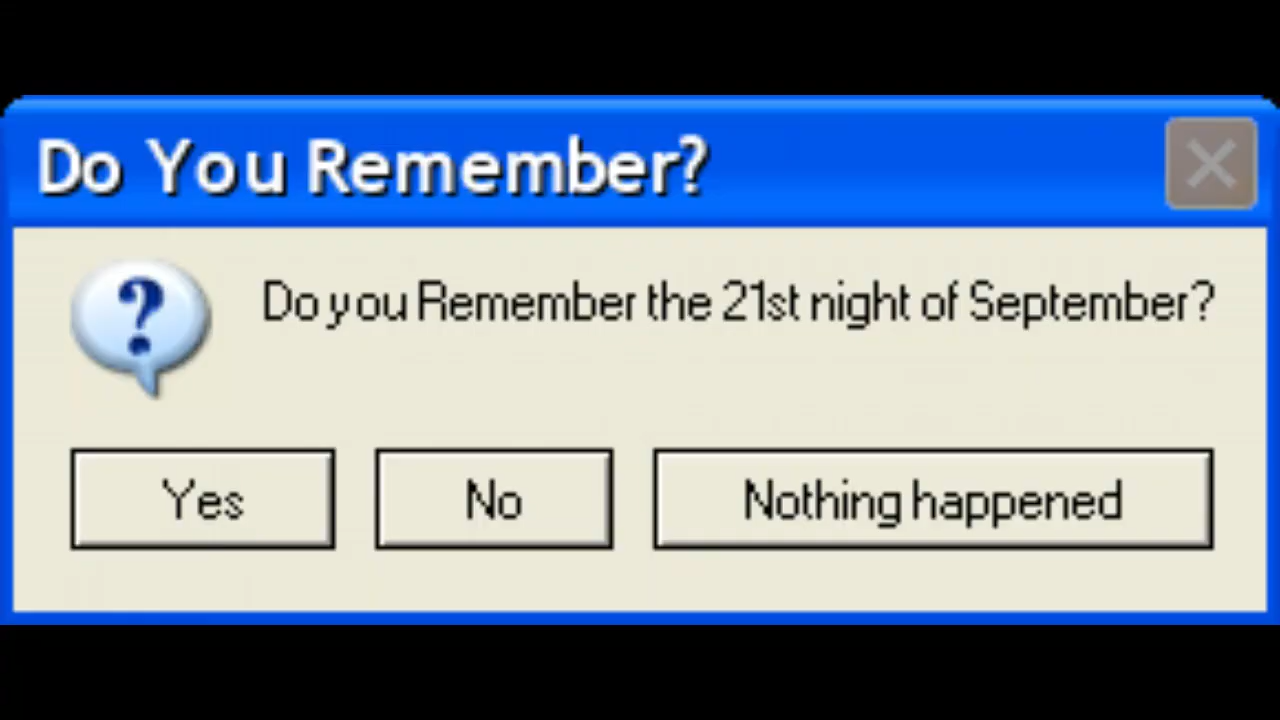 Do You Remember?
Do you Remember the 21st night of September?
Yes
No
Nothing happened